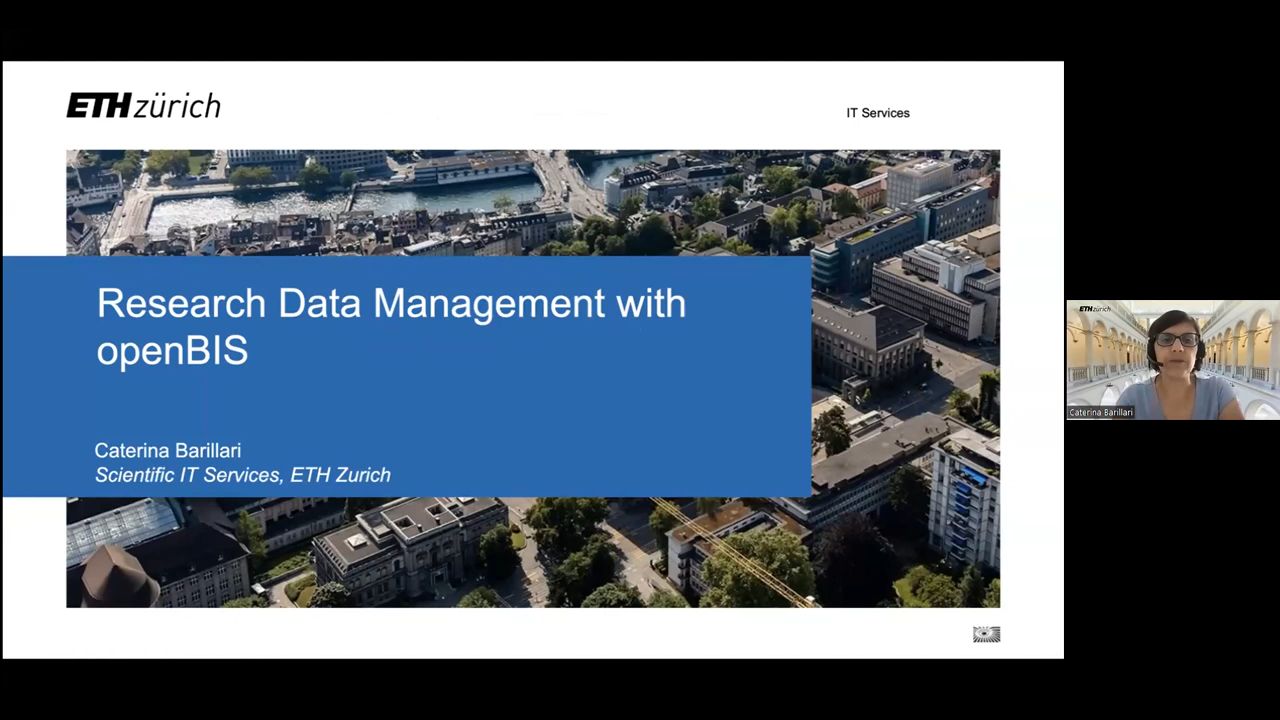 ETH zürich
IT Services
Research Data Management with
openBIS
Caterina Barillari
Scientific IT Services, ETH Zurich
ETH zürich
Caterina Barillari